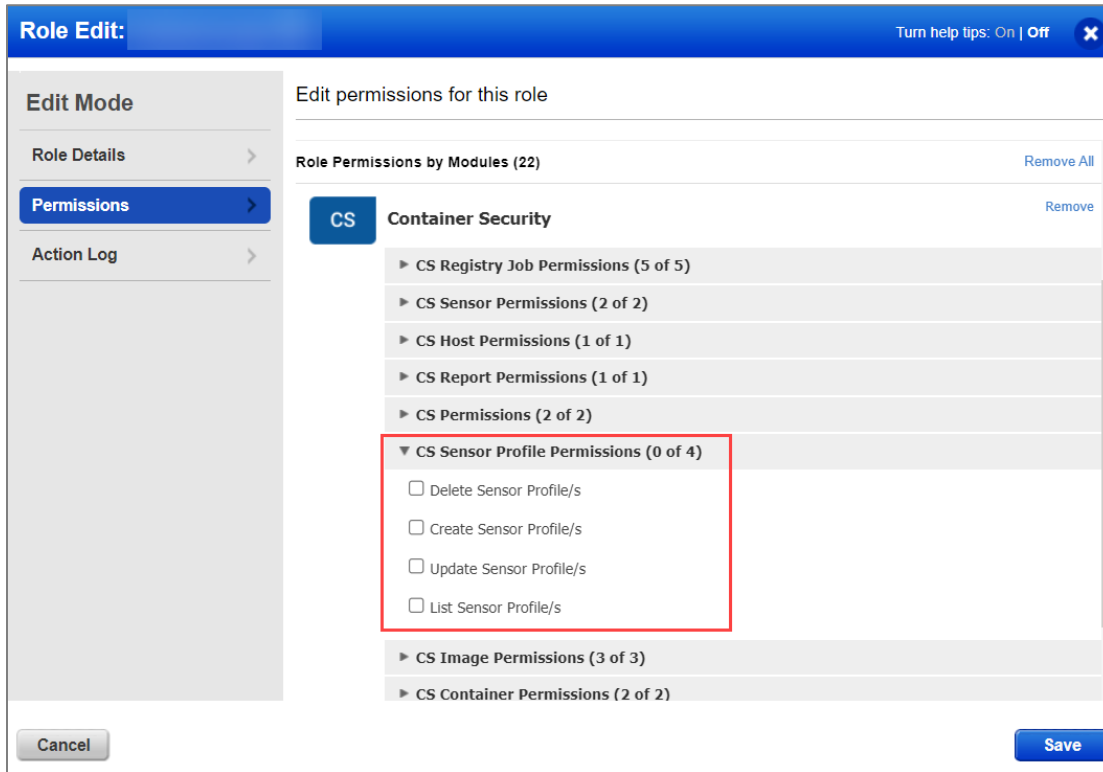 Role Edit:
Turn help tips: On | Off
Edit Mode
Role Details
Permissions
Action Log
Edit permissions for this role
Role Permissions by Modules (22)
Remove All
CS
Container Security
Remove
CS Registry Job Permissions (5 of 5)
CS Sensor Permissions (2 of 2)
CS Host Permissions (1 of 1)
CS Report Permissions (1 of 1)
CS Permissions (2 of 2)
CS Sensor Profile Permissions (0 of 4)
Delete Sensor Profile/s
Create Sensor Profile/s
Update Sensor Profile/s
List Sensor Profile/s
CS Image Permissions (3 of 3)
CS Container Permissions (2 of 2)
Cancel
Save